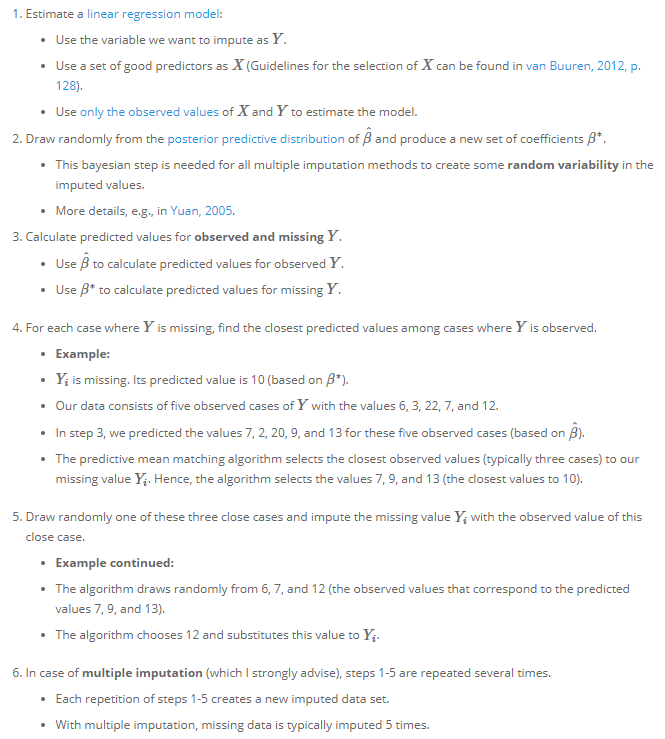 1. Estimate a linear regression model:
• Use the variable we want to impute as Y.
• Use a set of good predictors as X (Guidelines for the selection of X can be found in van Buuren, 2012, p.
128).
• Use only the observed values of X and Y to estimate the model.
2. Draw randomly from the posterior predictive distribution of β̂ and produce a new set of coefficients β*.
• This bayesian step is needed for all multiple imputation methods to create some random variability in the
imputed values.
• More details, e.g., in Yuan, 2005.
3. Calculate predicted values for observed and missing Y.
• Use β̂ to calculate predicted values for observed Y.
• Use β* to calculate predicted values for missing Y.
4. For each case where Y is missing, find the closest predicted values among cases where Y is observed.
• Example:
• Yᵢ is missing. Its predicted value is 10 (based on β*).
• Our data consists of five observed cases of Y with the values 6, 3, 22, 7, and 12.
• In step 3, we predicted the values 7, 2, 20, 9, and 13 for these five observed cases (based on β̂).
• The predictive mean matching algorithm selects the closest observed values (typically three cases) to our
missing value Yᵢ. Hence, the algorithm selects the values 7, 9, and 13 (the closest values to 10).
5. Draw randomly one of these three close cases and impute the missing value Yᵢ with the observed value of this
close case.
• Example continued:
• The algorithm draws randomly from 6, 7, and 12 (the observed values that correspond to the predicted
values 7, 9, and 13).
• The algorithm chooses 12 and substitutes this value to Yᵢ.
6. In case of multiple imputation (which I strongly advise), steps 1-5 are repeated several times.
• Each repetition of steps 1-5 creates a new imputed data set.
• With multiple imputation, missing data is typically imputed 5 times.